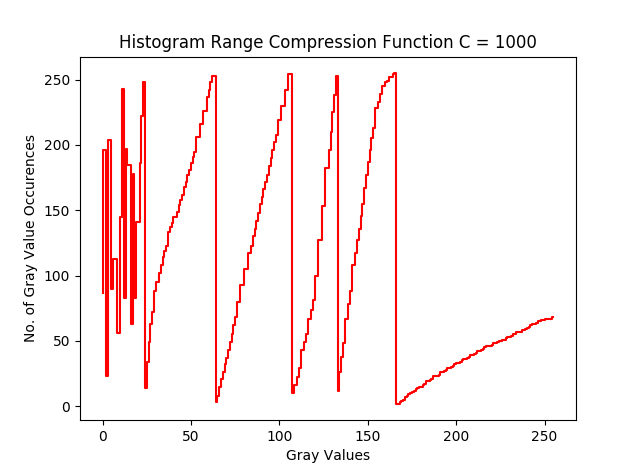 Histogram Range Compression Function C = 1000
250
200
150
100
50
0
No. of Gray Value Occurences
0 50 100 150 200 250
Gray Values